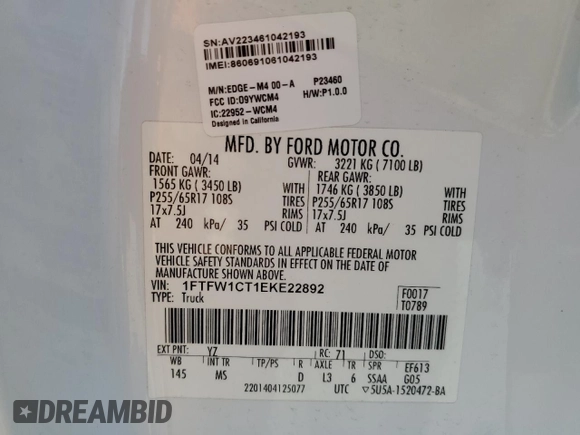 SN:AV223461042193
IMEI:860691061042193
M/N:EDGE-M4 00-A P23460
FCC ID:O9YWCM4 H/W:P1.0.0
IC:22952-WCM4
Designed in California
MFD. BY FORD MOTOR CO.
DATE: 04/14 GVWR: 3221 KG ( 7100 LB)
FRONT GAWR: REAR GAWR:
1565 KG ( 3450 LB) WITH 1746 KG ( 3850 LB) WITH
P255/65R17 108S TIRES P255/65R17 108S TIRES
17x7.5J RIMS 17x7.5J RIMS
AT 240 kPa/ 35 PSI COLD AT 240 kPa/ 35 PSI COLD
THIS VEHICLE CONFORMS TO ALL APPLICABLE FEDERAL MOTOR
VEHICLE SAFETY STANDARDS IN EFFECT ON THE DATE OF
MANUFACTURE SHOWN ABOVE.
VIN: 1FTFW1CT1EKE22892 F0017
TYPE: Truck T0789
EXT PNT: YZ RC: 71 DSO:
WB INT TR TP/PS R AXLE TR SPR EF613
145 MS D L3 6 SSAA G05
2201404125077 UTC ▽5U5A-1520472-BA
DREAMBID